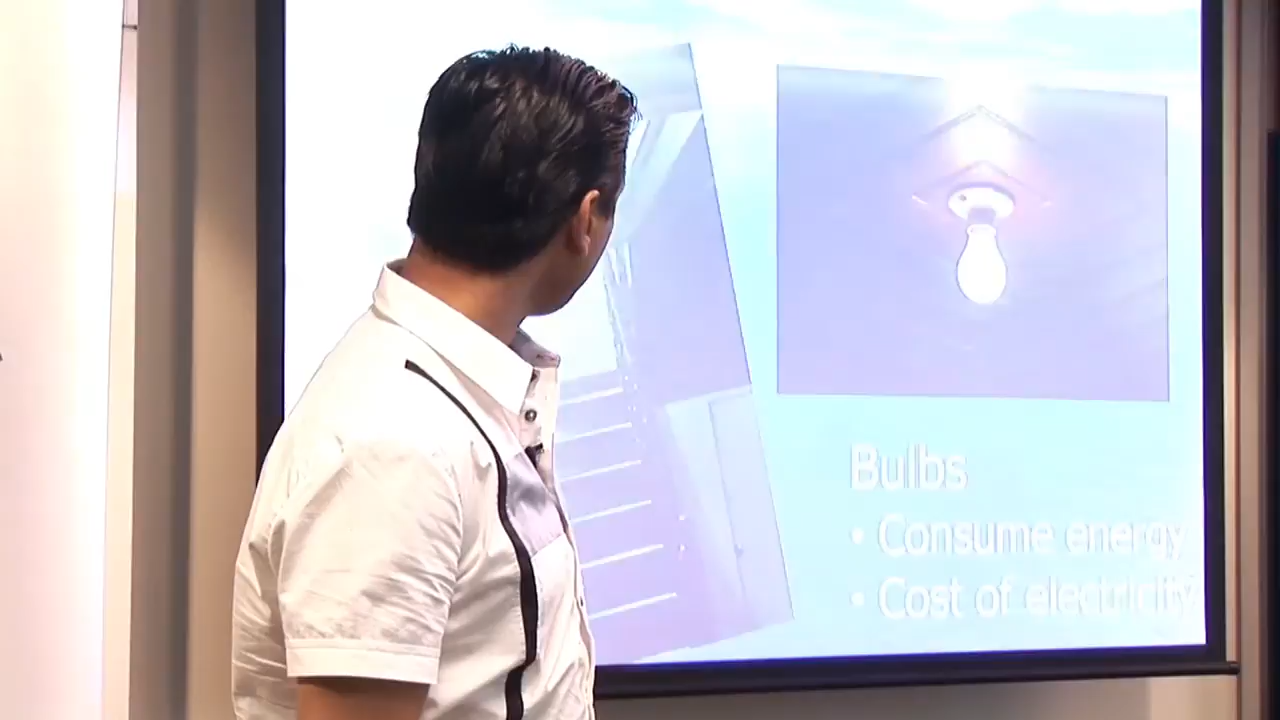 Bulbs
• Consume energy
• Cost of electricity